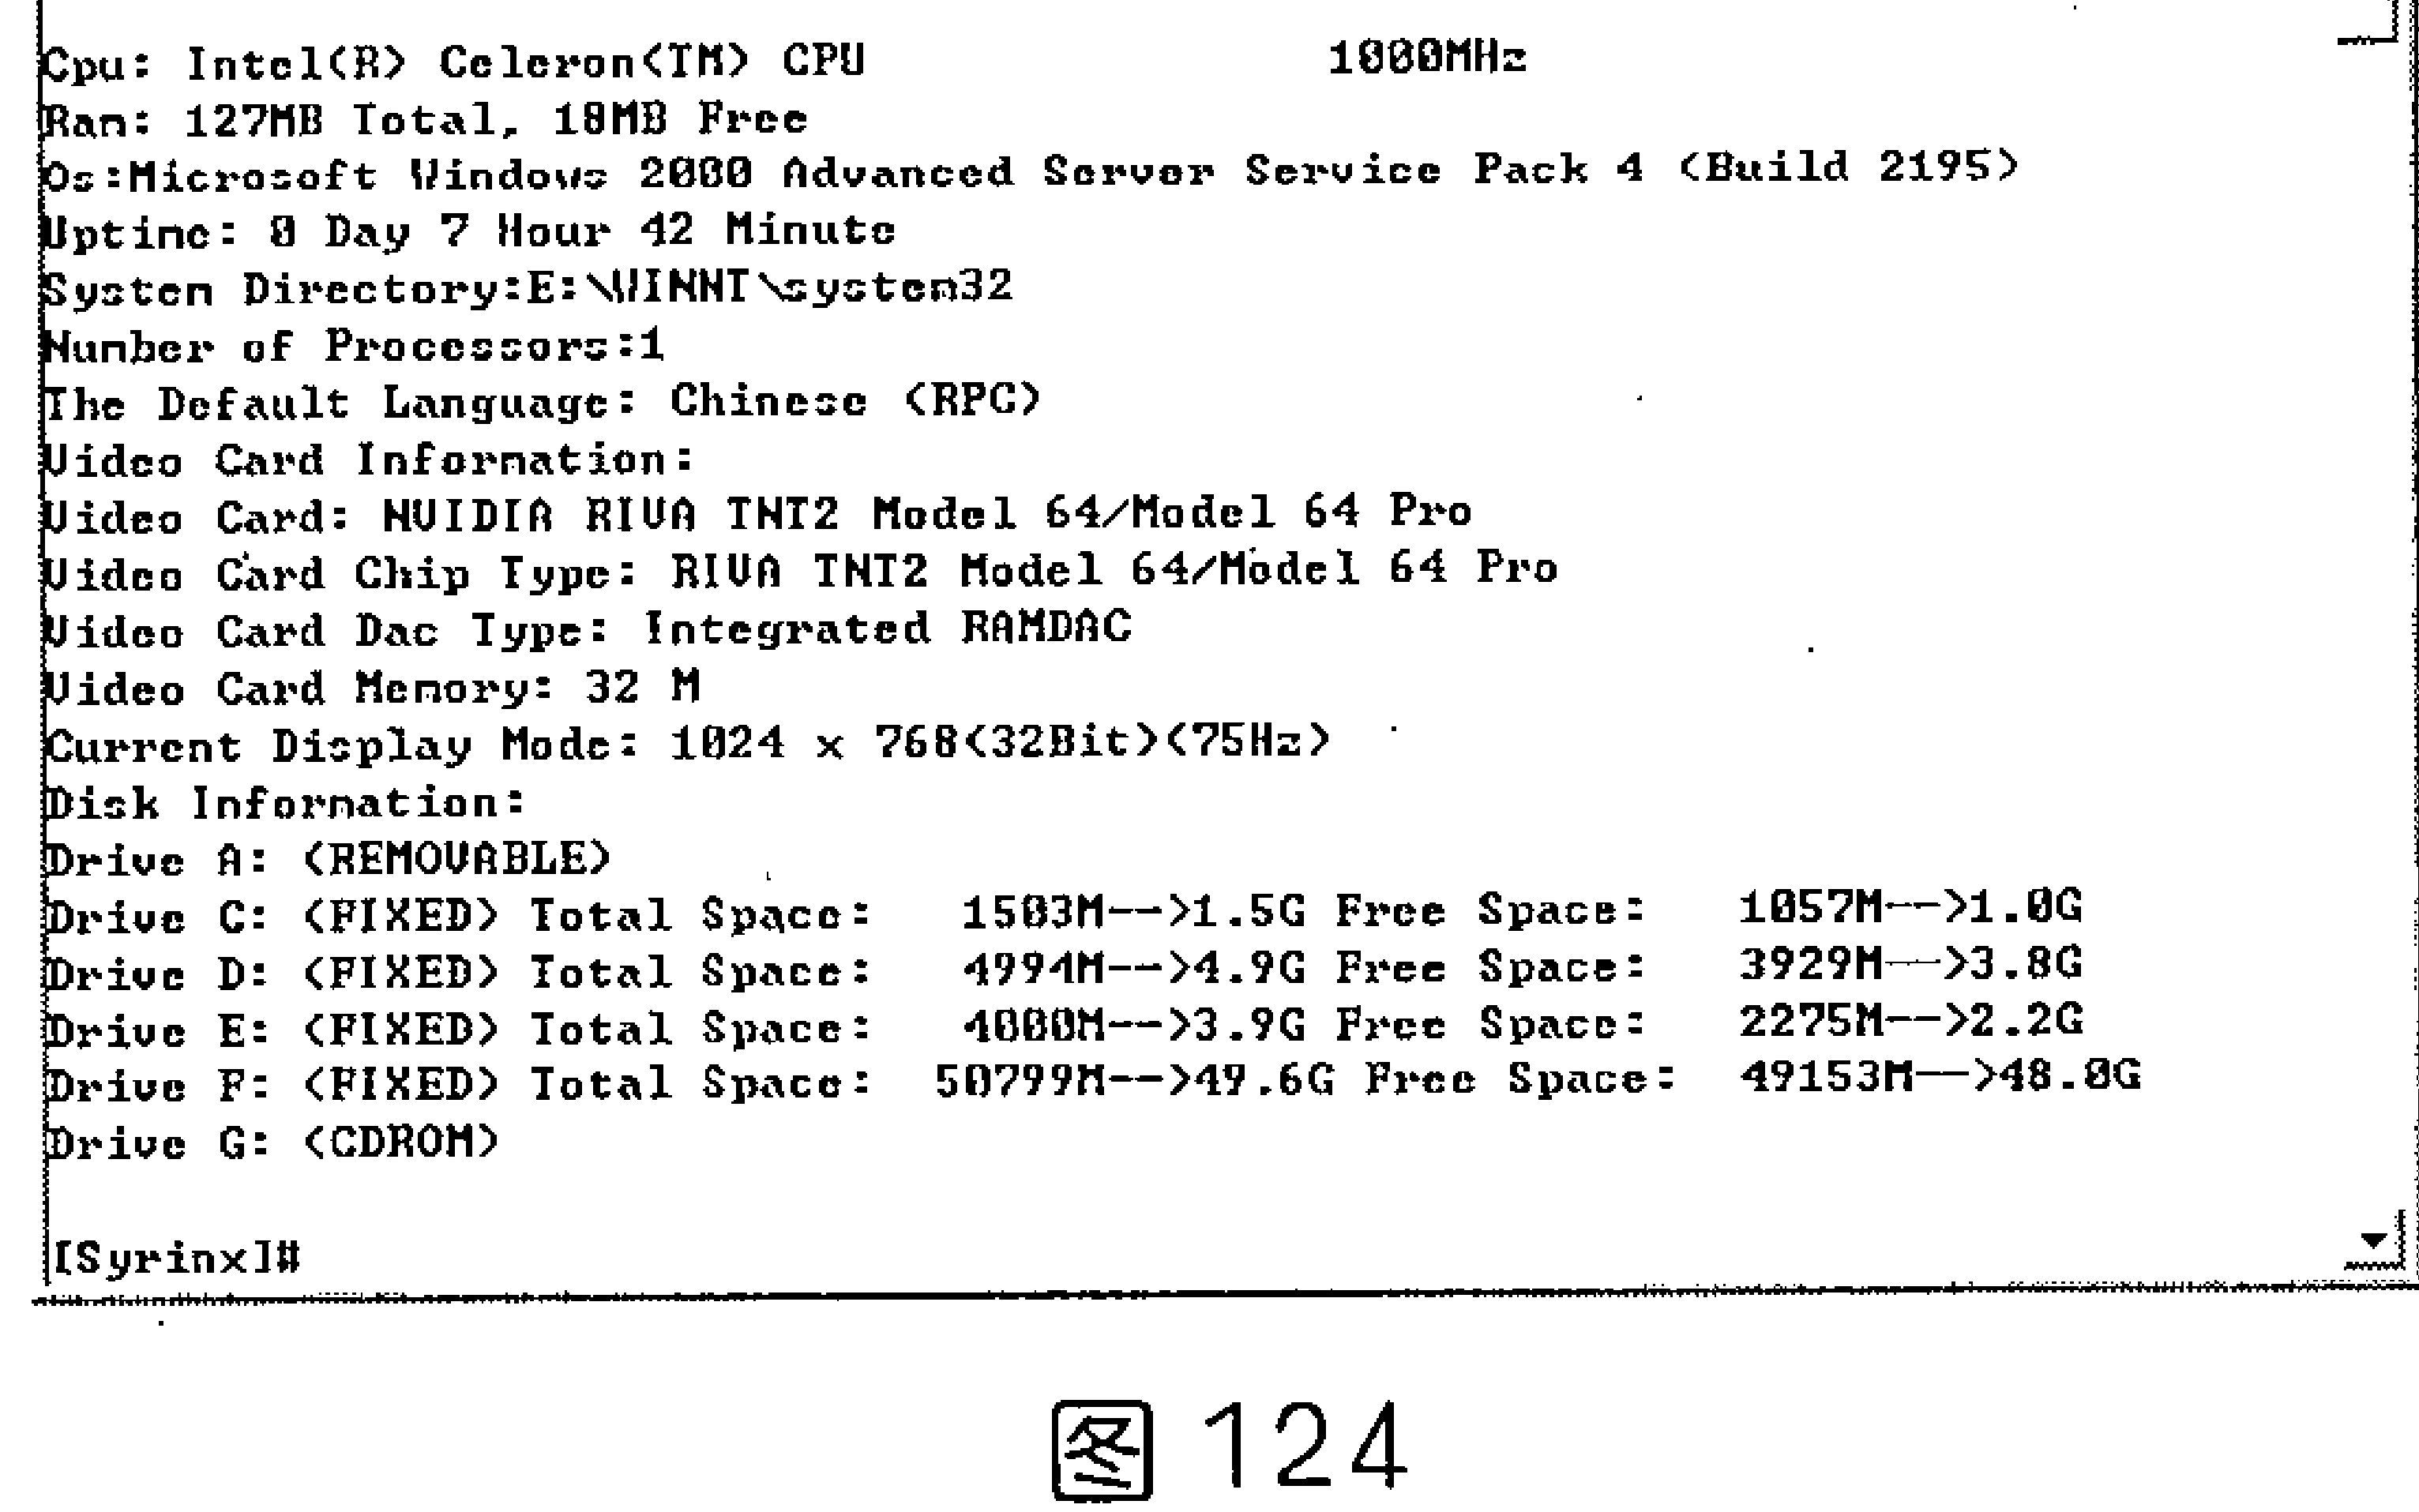 Cpu: Intel(R) Celeron(TM) CPU                1000MHz
Ram: 127MB Total, 18MB Free
Os:Microsoft Windows 2000 Advanced Server Service Pack 4 (Build 2195)
Uptime: 0 Day 7 Hour 42 Minute
System Directory:E:\WINNT\system32
Number of Processors:1
The Default Language: Chinese (RPC)
Video Card Information:
Video Card: NVIDIA RIVA TNT2 Model 64/Model 64 Pro
Video Card Chip Type: RIVA TNT2 Model 64/Model 64 Pro
Video Card Dac Type: Integrated RAMDAC
Video Card Memory: 32 M
Current Display Mode: 1024 x 768(32Bit)(75Hz)
Disk Information:
Drive A: (REMOVABLE)
Drive C: (FIXED) Total Space:   1503M-->1.5G Free Space:   1057M-->1.0G
Drive D: (FIXED) Total Space:   4994M-->4.9G Free Space:   3929M-->3.8G
Drive E: (FIXED) Total Space:   4000M-->3.9G Free Space:   2275M-->2.2G
Drive F: (FIXED) Total Space:  50799M-->49.6G Free Space:  49153M-->48.0G
Drive G: (CDROM)
[Syrinx]#
图 124